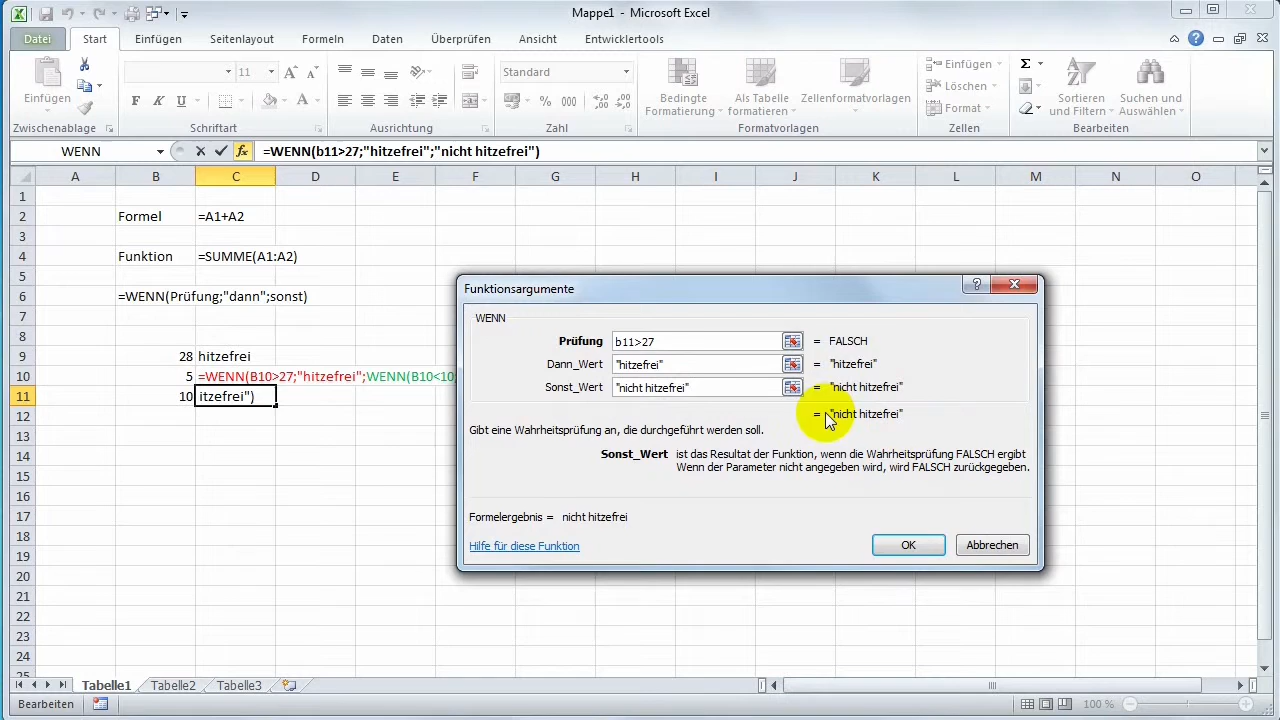 Mappe1 - Microsoft Excel
Datei Start Einfügen Seitenlayout Formeln Daten Überprüfen Ansicht Entwicklertools
Einfügen
F K U
11
Standard
% 000
Bedingte
Formatierung
Als Tabelle
formatieren
Zellenformatvorlagen
Einfügen
Löschen
Format
Σ
Sortieren
und Filtern
Suchen und
Auswählen
Zwischenablage Schriftart Ausrichtung Zahl Formatvorlagen Zellen Bearbeiten
WENN fx =WENN(b11>27;"hitzefrei";"nicht hitzefrei")
A B C D E F G H I J K L M N O
1
2 Formel =A1+A2
3
4 Funktion =SUMME(A1:A2)
5
6 =WENN(Prüfung;"dann";sonst)
7
8
9 28 hitzefrei
10 5 =WENN(B10>27;"hitzefrei";WENN(B10<10;
11 10 itzefrei")
12
13
14
15
16
17
18
19
20
21
22
23
24
25
Funktionsargumente
WENN
Prüfung b11>27 = FALSCH
Dann_Wert "hitzefrei" = "hitzefrei"
Sonst_Wert "nicht hitzefrei" = "nicht hitzefrei"
= "nicht hitzefrei"
Gibt eine Wahrheitsprüfung an, die durchgeführt werden soll.
Sonst_Wert ist das Resultat der Funktion, wenn die Wahrheitsprüfung FALSCH ergibt
Wenn der Parameter nicht angegeben wird, wird FALSCH zurückgegeben.
Formelergebnis = nicht hitzefrei
Hilfe für diese Funktion
OK Abbrechen
Tabelle1 Tabelle2 Tabelle3
Bearbeiten 100 %